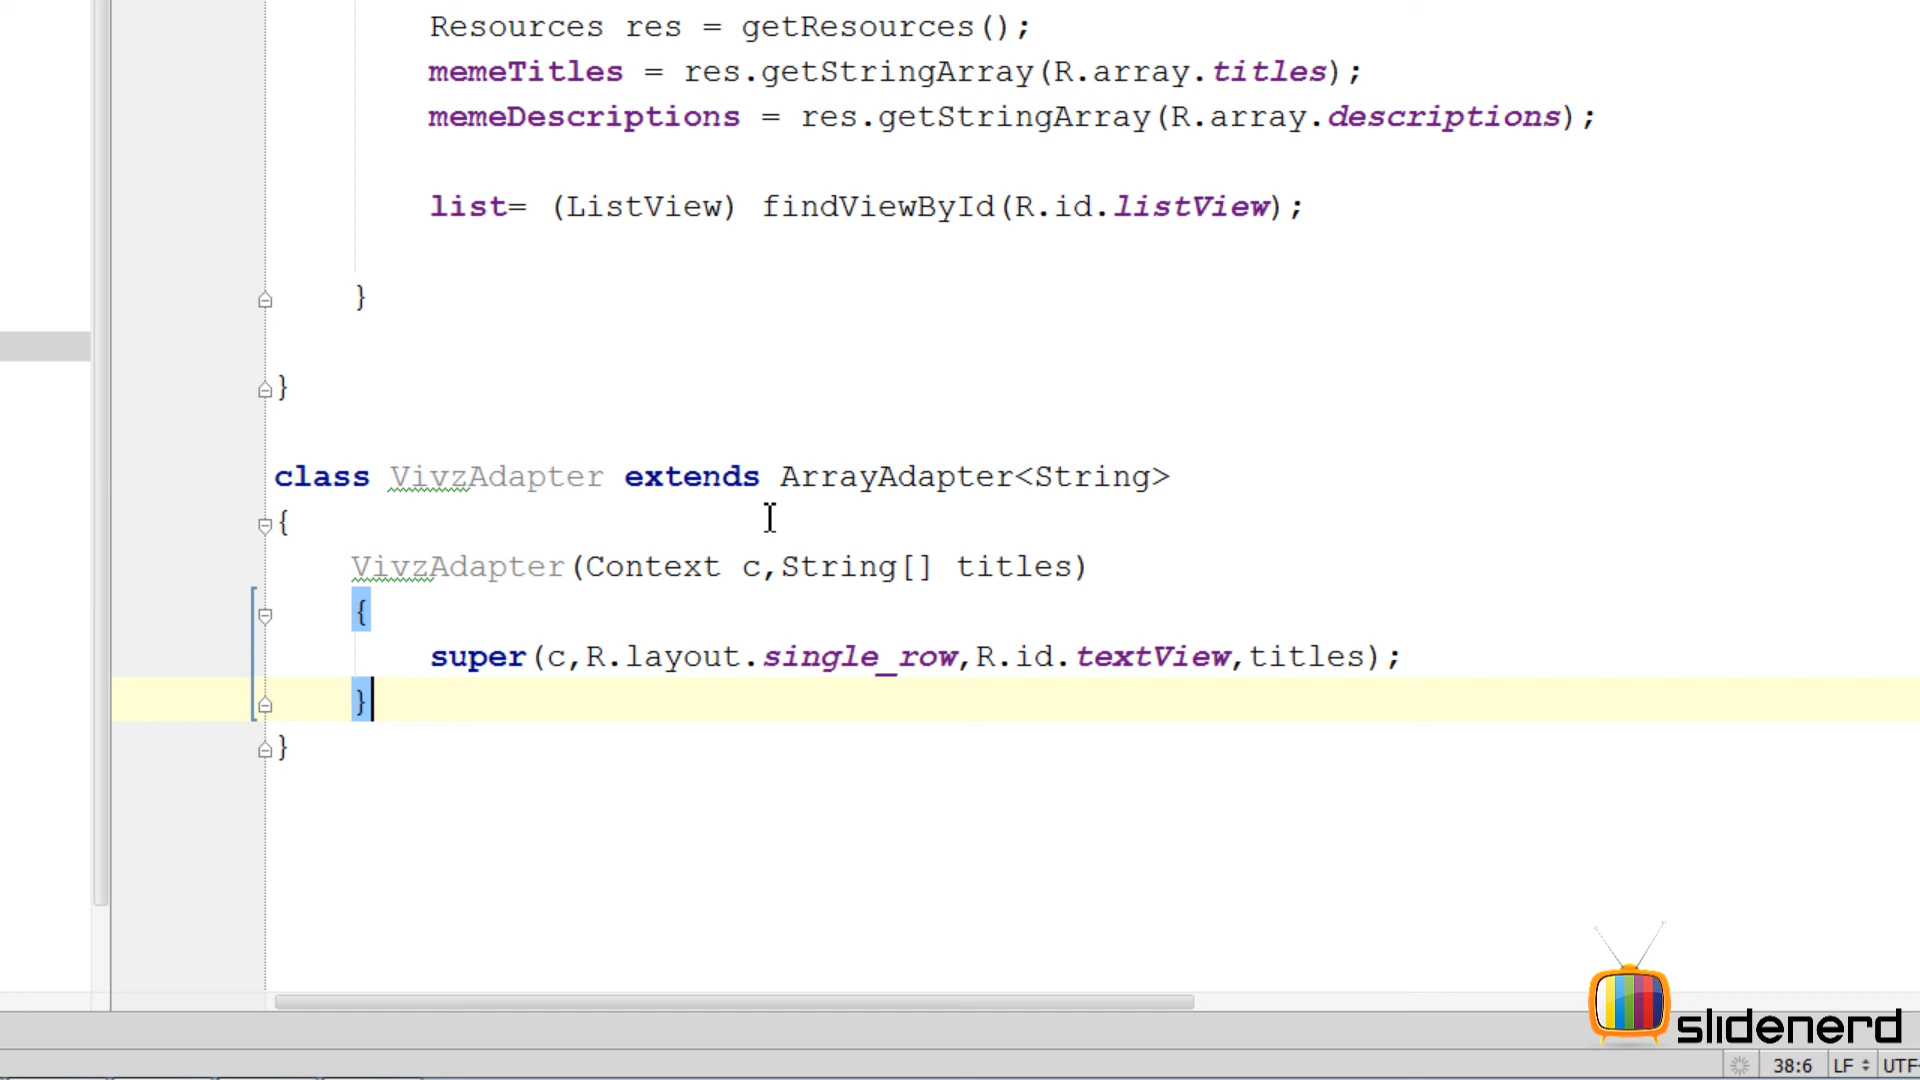 Resources res = getResources();
memeTitles = res.getStringArray(R.array.titles);
memeDescriptions = res.getStringArray(R.array.descriptions);
list= (ListView) findViewById(R.id.listView);
}
}
class VivzAdapter extends ArrayAdapter<String>
{
VivzAdapter(Context c,String[] titles)
{
super(c,R.layout.single_row,R.id.textView,titles);
}
}
slidenerd
38:6 LF UTF